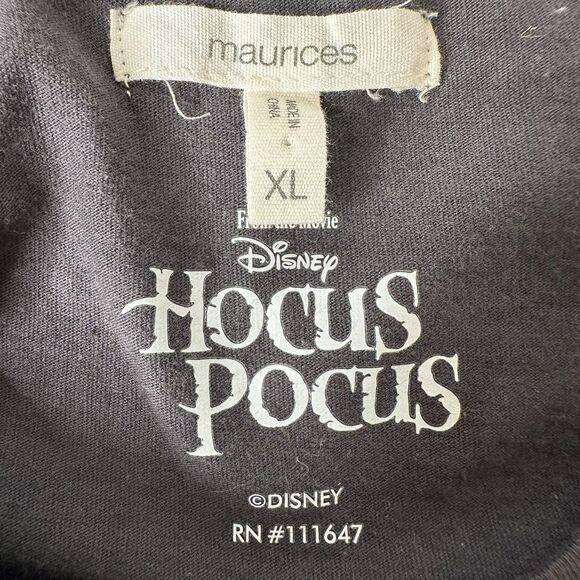 maurices
MADE IN
CHINA
XL
From the Movie
Disney
HOCUS
POCUS
©DISNEY
RN #111647